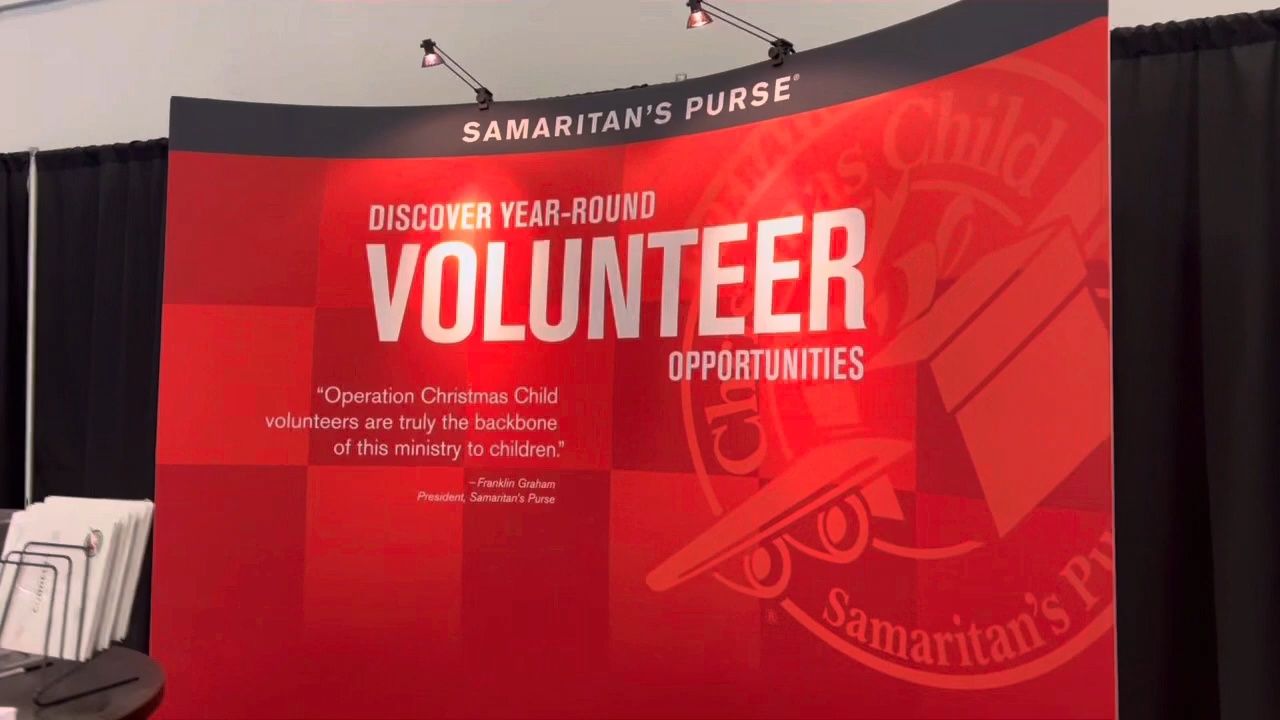 SAMARITAN'S PURSE®
DISCOVER YEAR-ROUND
VOLUNTEER
OPPORTUNITIES
“Operation Christmas Child
volunteers are truly the backbone
of this ministry to children.”
–Franklin Graham
President, Samaritan's Purse
Christmas Child
Samaritan's Pu
®